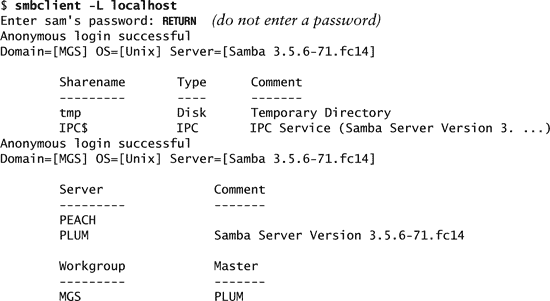 $ smbclient -L localhost
Enter sam's password: RETURN (do not enter a password)
Anonymous login successful
Domain=[MGS] OS=[Unix] Server=[Samba 3.5.6-71.fc14]
Sharename Type Comment
--------- ---- -------
tmp Disk Temporary Directory
IPC$ IPC IPC Service (Samba Server Version 3. ...)
Anonymous login successful
Domain=[MGS] OS=[Unix] Server=[Samba 3.5.6-71.fc14]
Server Comment
--------- -------
PEACH
PLUM Samba Server Version 3.5.6-71.fc14
Workgroup Master
--------- -------
MGS PLUM